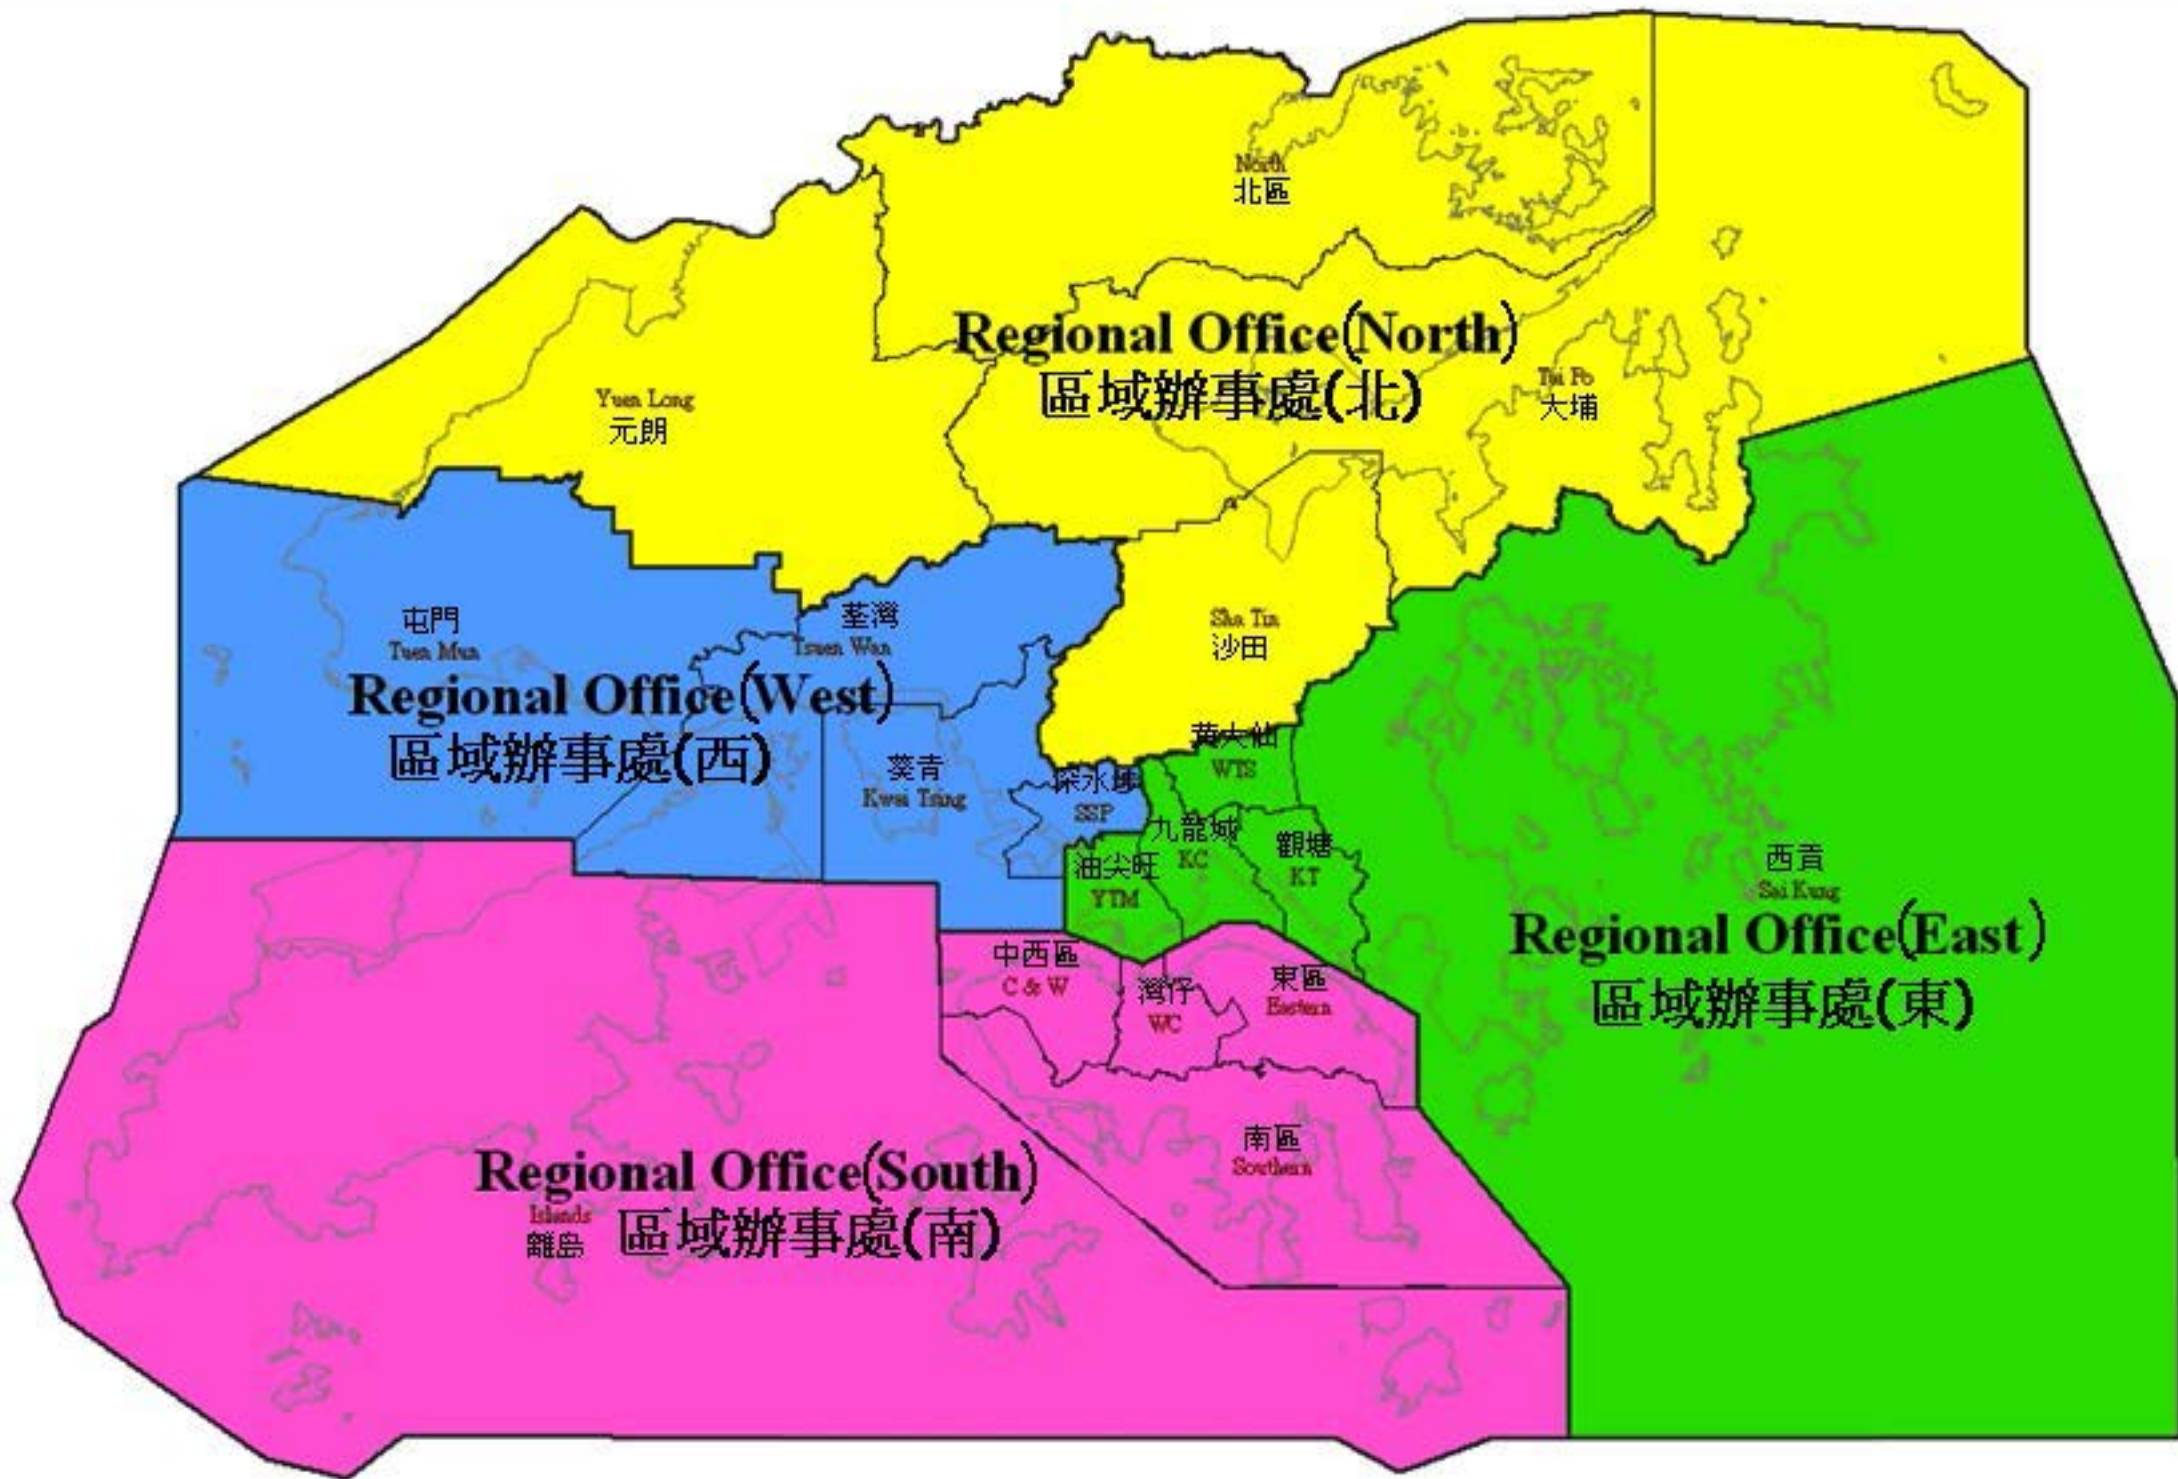 North
北區
Regional Office(North)
區域辦事處(北)
Tai Po
大埔
Yuen Long
元朗
屯門
Tuen Mun
荃灣
Tsuen Wan
Sha Tin
沙田
Regional Office(West)
區域辦事處(西)
葵青
Kwai Tsing
黃大仙
WTS
深水埗
SSP
九龍城
KC
觀塘
KT
油尖旺
YTM
西貢
Sai Kung
Regional Office(East)
區域辦事處(東)
中西區
C & W
灣仔
WC
東區
Eastern
南區
Southern
Regional Office(South)
區域辦事處(南)
Islands
離島